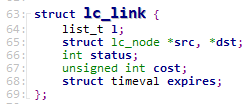 63: struct lc_link {
64: list_t l;
65: struct lc_node *src, *dst;
66: int status;
67: unsigned int cost;
68: struct timeval expires;
69: };